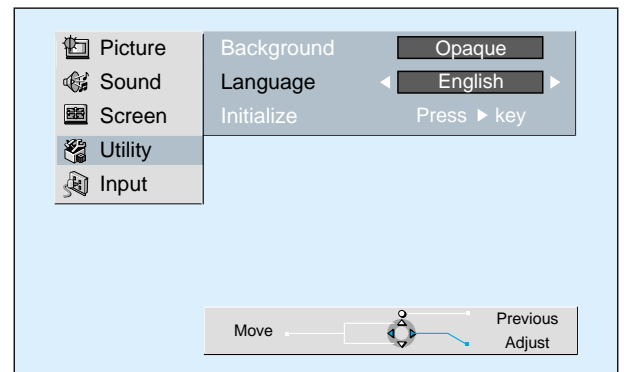 Picture
Sound
Screen
Utility
Input
Background Opaque
Language English
Initialize Press ▶ key
Move
Previous
Adjust